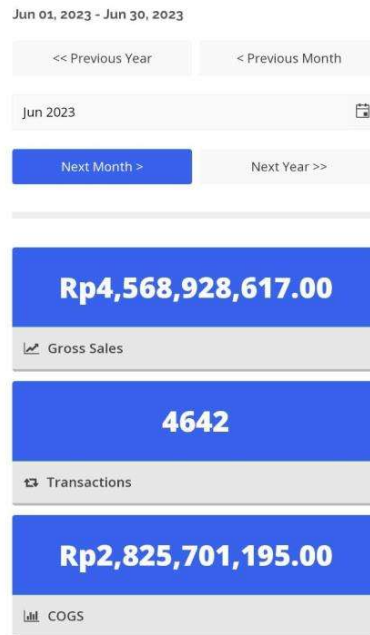 Jun 01, 2023 - Jun 30, 2023
<< Previous Year < Previous Month
Jun 2023
Next Month > Next Year >>
Rp4,568,928,617.00
Gross Sales
4642
Transactions
Rp2,825,701,195.00
COGS